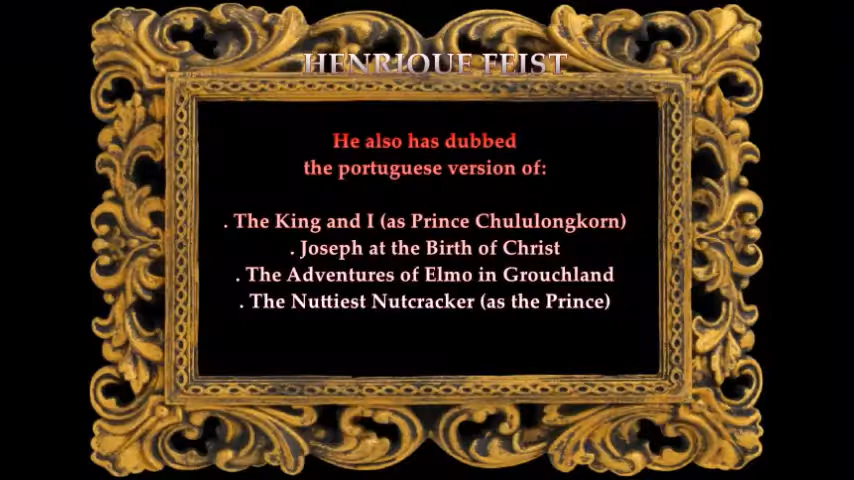 HENRIQUE FEIST
He also has dubbed
the portuguese version of:
. The King and I (as Prince Chululongkorn)
. Joseph at the Birth of Christ
. The Adventures of Elmo in Grouchland
. The Nuttiest Nutcracker (as the Prince)